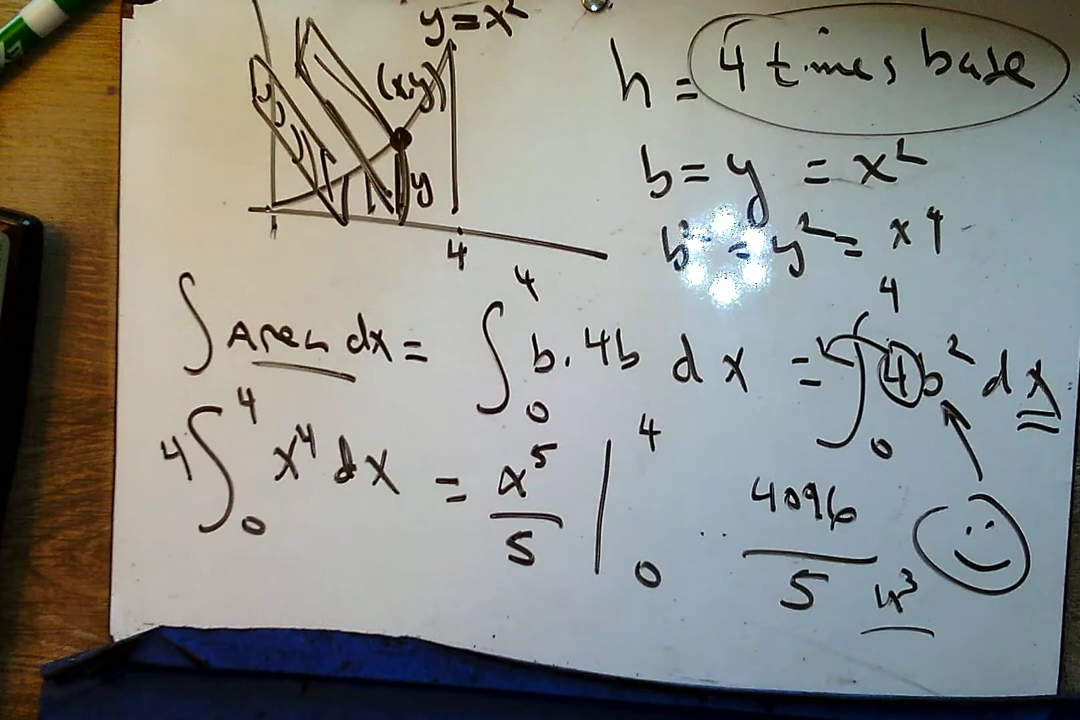 y=x²
(x,y)
y
4
h = 4 times base
b = y = x²
b² = y² = x⁴
∫ Area dx = ∫₀⁴ b. 4b dx = ∫₀⁴ 4b² dx
4∫₀⁴ x⁴ dx = x⁵/5 |₀⁴ .. 4096/5 u³